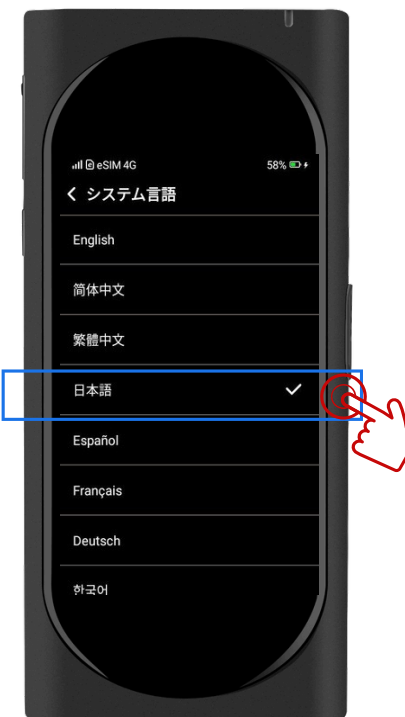 eSIM 4G 58%
システム言語
English
简体中文
繁體中文
日本語
Español
Français
Deutsch
한국어